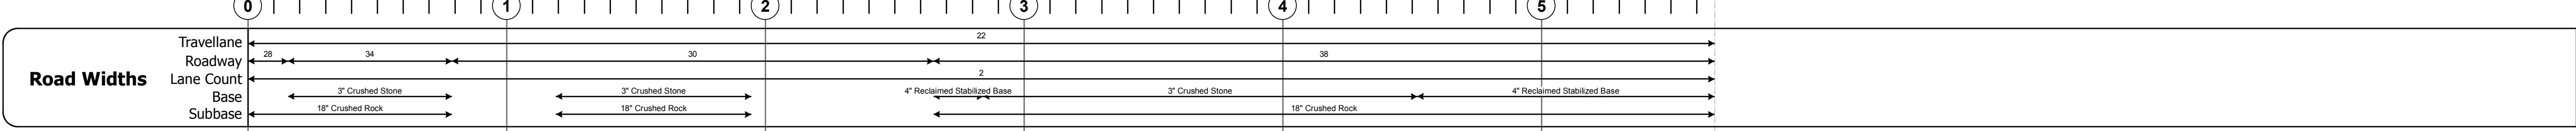 0 1 2 3 4 5
Road Widths
Travellane 22
Roadway 28 34 30 38
Lane Count 2
Base 3" Crushed Stone 3" Crushed Stone 4" Reclaimed Stabilized Base 3" Crushed Stone 4" Reclaimed Stabilized Base
Subbase 18" Crushed Rock 18" Crushed Rock 18" Crushed Rock